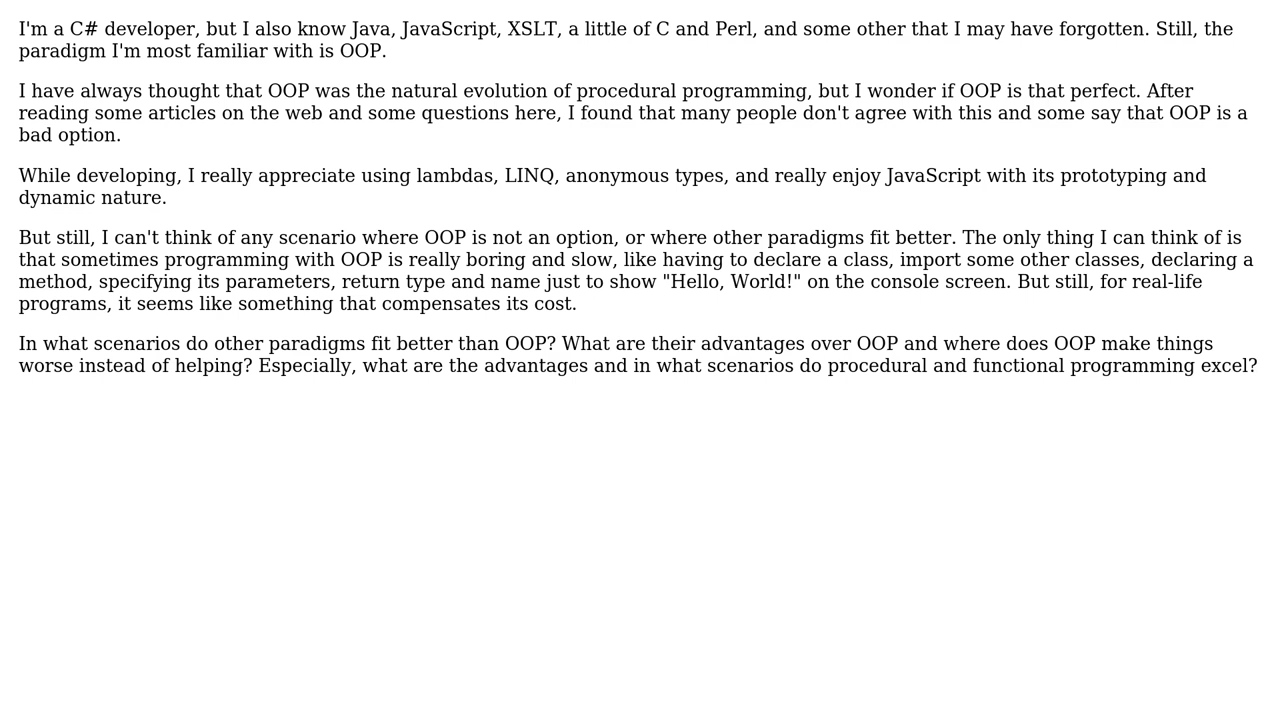 I'm a C# developer, but I also know Java, JavaScript, XSLT, a little of C and Perl, and some other that I may have forgotten. Still, the
paradigm I'm most familiar with is OOP.
I have always thought that OOP was the natural evolution of procedural programming, but I wonder if OOP is that perfect. After
reading some articles on the web and some questions here, I found that many people don't agree with this and some say that OOP is a
bad option.
While developing, I really appreciate using lambdas, LINQ, anonymous types, and really enjoy JavaScript with its prototyping and
dynamic nature.
But still, I can't think of any scenario where OOP is not an option, or where other paradigms fit better. The only thing I can think of is
that sometimes programming with OOP is really boring and slow, like having to declare a class, import some other classes, declaring a
method, specifying its parameters, return type and name just to show "Hello, World!" on the console screen. But still, for real-life
programs, it seems like something that compensates its cost.
In what scenarios do other paradigms fit better than OOP? What are their advantages over OOP and where does OOP make things
worse instead of helping? Especially, what are the advantages and in what scenarios do procedural and functional programming excel?